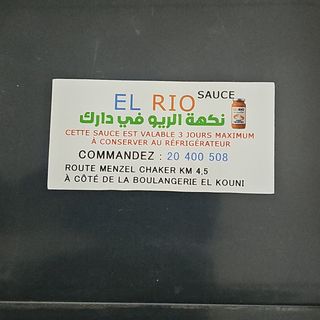 EL RIO SAUCE
نكهة الريو في دارك
CETTE SAUCE EST VALABLE 3 JOURS MAXIMUM
À CONSERVER AU RÉFRIGÉRATEUR
COMMANDEZ : 20 400 508
ROUTE MENZEL CHAKER KM 4,5
À CÔTÉ DE LA BOULANGERIE EL KOUNI